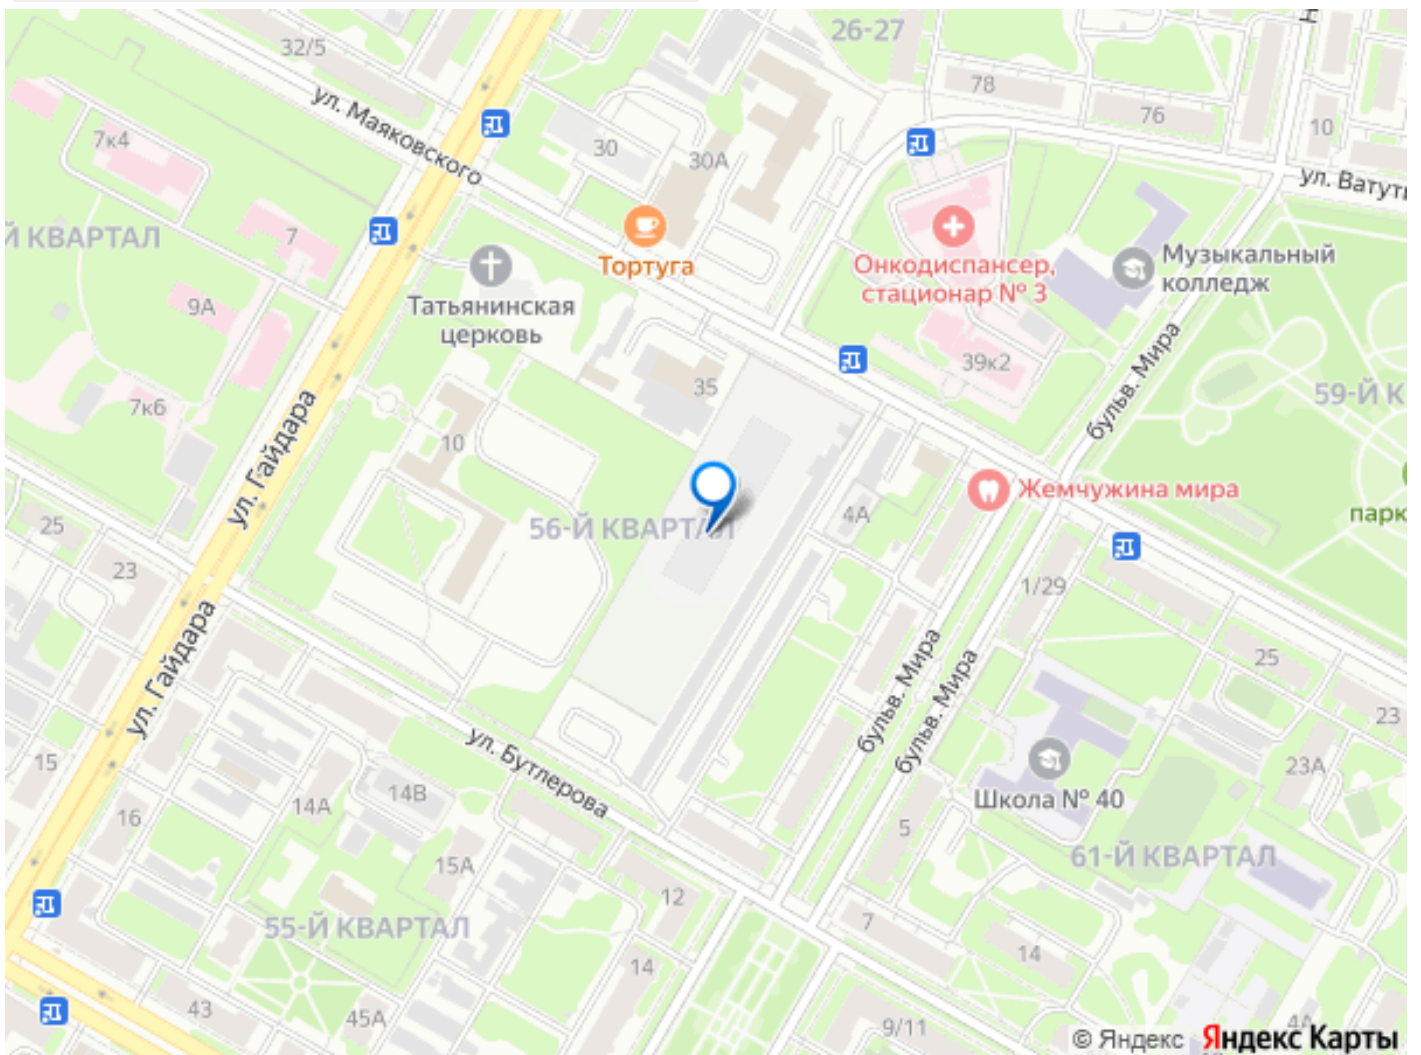 26-27
32/5
78
76
10
ул. Маяковского
7к4
30
30А
ул. Ватути
Й КВАРТАЛ
7
Тортуга
Татьянинская
церковь
Онкодиспансер,
стационар № 3
Музыкальный
колледж
9А
39к2
бульв. Мира
35
59-Й К
7к6
ул. Гайдара
10
Жемчужина мира
парк
4А
56-Й КВАРТАЛ
25
23
1/29
ул. Гайдара
бульв. Мира
бульв. Мира
25
23
ул. Бутлерова
15
14А
14В
16
Школа № 40
23А
5
61-Й КВАРТАЛ
15А
12
55-Й КВАРТАЛ
7
14
14
43
45А
9/11
4А
© Яндекс Яндекс Карты